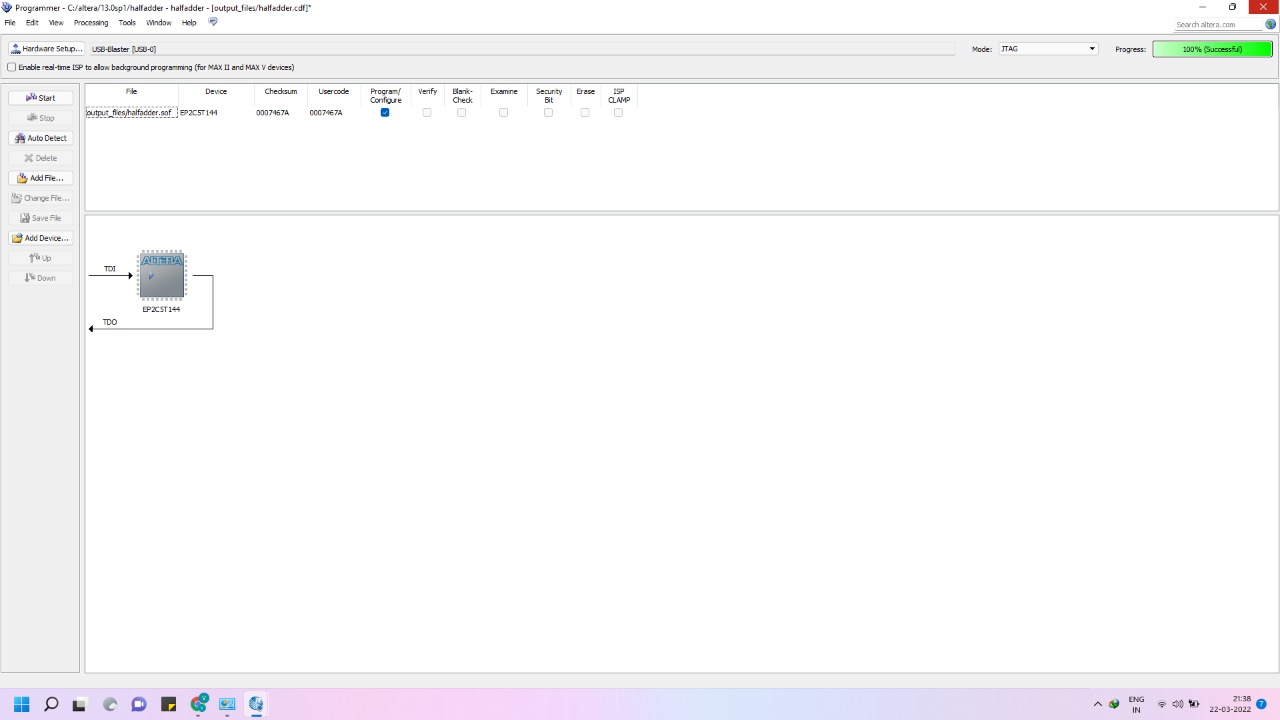 Programmer - C:/altera/13.0sp1/halfadder - halfadder - [output_files/halfadder.cdf]*
File Edit View Processing Tools Window Help
Search altera.com
Hardware Setup... USB-Blaster [USB-0] Mode: JTAG Progress: 100% (Successful)
Enable real-time ISP to allow background programming (for MAX II and MAX V devices)
Start
Stop
Auto Detect
Delete
Add File...
Change File...
Save File
Add Device...
Up
Down
File Device Checksum Usercode Program/ Verify Blank- Examine Security Erase ISP
Configure Check Bit CLAMP
output_files/halfadder.sof EP2C5T144 0007467A 0007467A
ALTERA
TDI
EP2C5T144
TDO
V
ENG 21:38
IN 22-03-2022 7